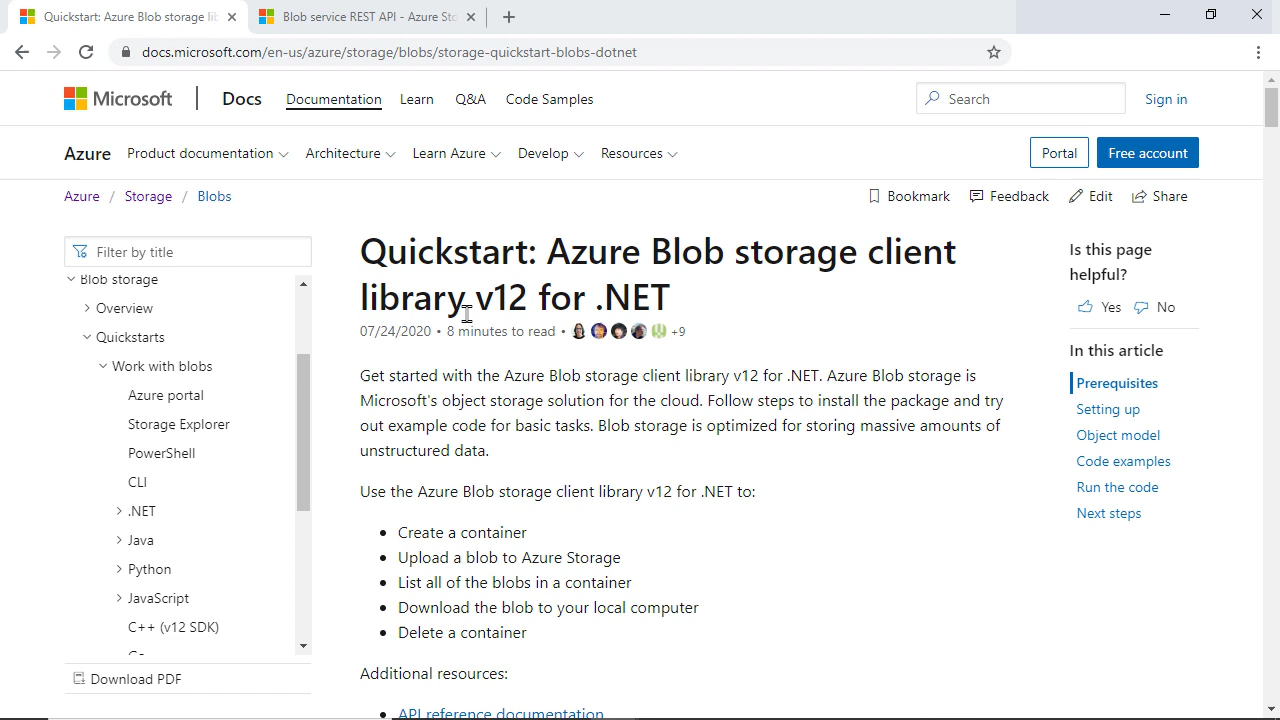 Quickstart: Azure Blob storage lib
Blob service REST API - Azure Sto
docs.microsoft.com/en-us/azure/storage/blobs/storage-quickstart-blobs-dotnet
Microsoft Docs Documentation Learn Q&A Code Samples Search Sign in
Azure Product documentation Architecture Learn Azure Develop Resources Portal Free account
Azure / Storage / Blobs
Bookmark Feedback Edit Share
Filter by title
Blob storage
Overview
Quickstarts
Work with blobs
Azure portal
Storage Explorer
PowerShell
CLI
.NET
Java
Python
JavaScript
C++ (v12 SDK)
Download PDF
Quickstart: Azure Blob storage client
library v12 for .NET
07/24/2020 • 8 minutes to read • +9
Get started with the Azure Blob storage client library v12 for .NET. Azure Blob storage is
Microsoft's object storage solution for the cloud. Follow steps to install the package and try
out example code for basic tasks. Blob storage is optimized for storing massive amounts of
unstructured data.
Use the Azure Blob storage client library v12 for .NET to:
• Create a container
• Upload a blob to Azure Storage
• List all of the blobs in a container
• Download the blob to your local computer
• Delete a container
Additional resources:
• API reference documentation
Is this page
helpful?
Yes No
In this article
Prerequisites
Setting up
Object model
Code examples
Run the code
Next steps